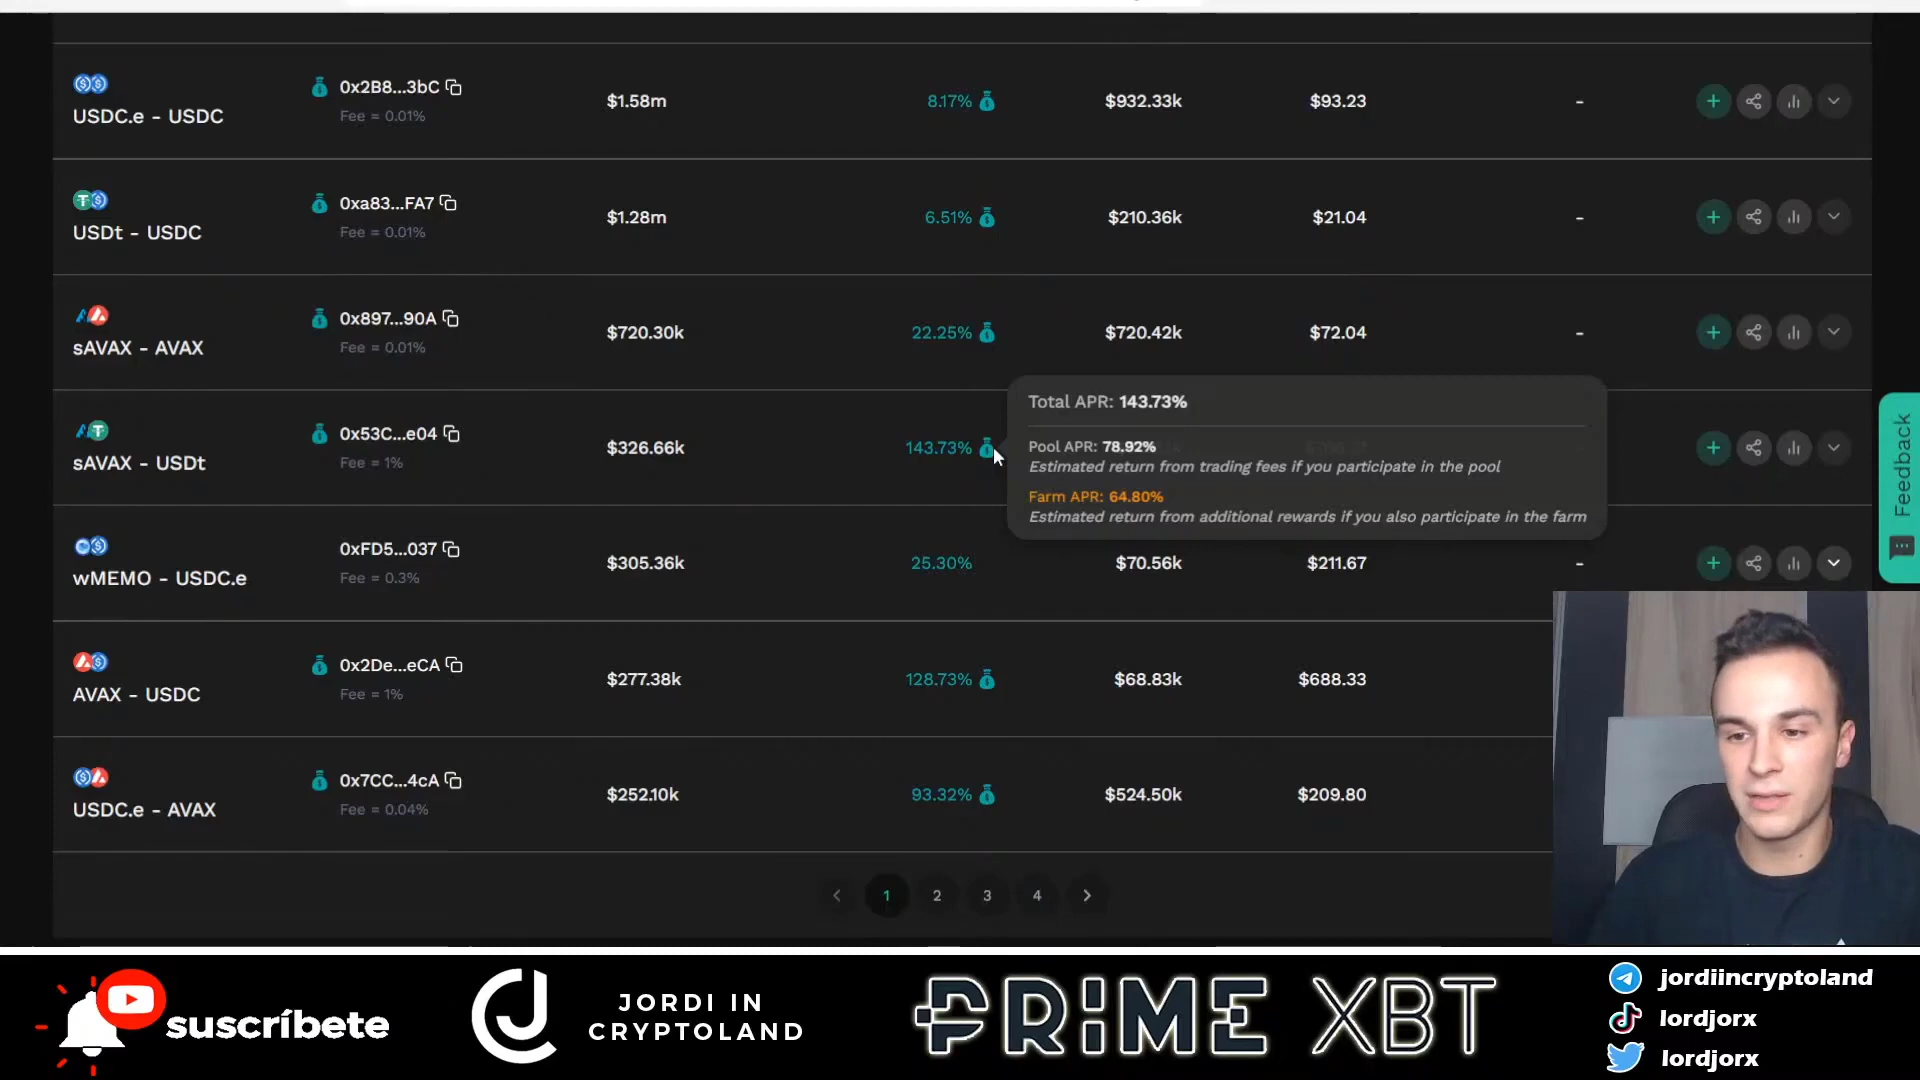 USDC.e - USDC
0x2B8...3bC
Fee = 0.01%
$1.58m
8.17%
$932.33k
$93.23
-
USDt - USDC
0xa83...FA7
Fee = 0.01%
$1.28m
6.51%
$210.36k
$21.04
-
sAVAX - AVAX
0x897...90A
Fee = 0.01%
$720.30k
22.25%
$720.42k
$72.04
-
sAVAX - USDt
0x53C...e04
Fee = 1%
$326.66k
143.73%
Total APR: 143.73%
Pool APR: 78.92%
Estimated return from trading fees if you participate in the pool
Farm APR: 64.80%
Estimated return from additional rewards if you also participate in the farm
wMEMO - USDC.e
0xFD5...037
Fee = 0.3%
$305.36k
25.30%
$70.56k
$211.67
-
AVAX - USDC
0x2De...eCA
Fee = 1%
$277.38k
128.73%
$68.83k
$688.33
USDC.e - AVAX
0x7CC...4cA
Fee = 0.04%
$252.10k
93.32%
$524.50k
$209.80
1 2 3 4
Feedback
suscríbete
JORDI IN
CRYPTOLAND
PRIME XBT
jordiincryptoland
lordjorx
lordjorx